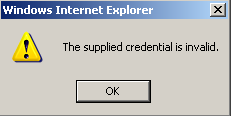 Windows Internet Explorer
The supplied credential is invalid.
OK